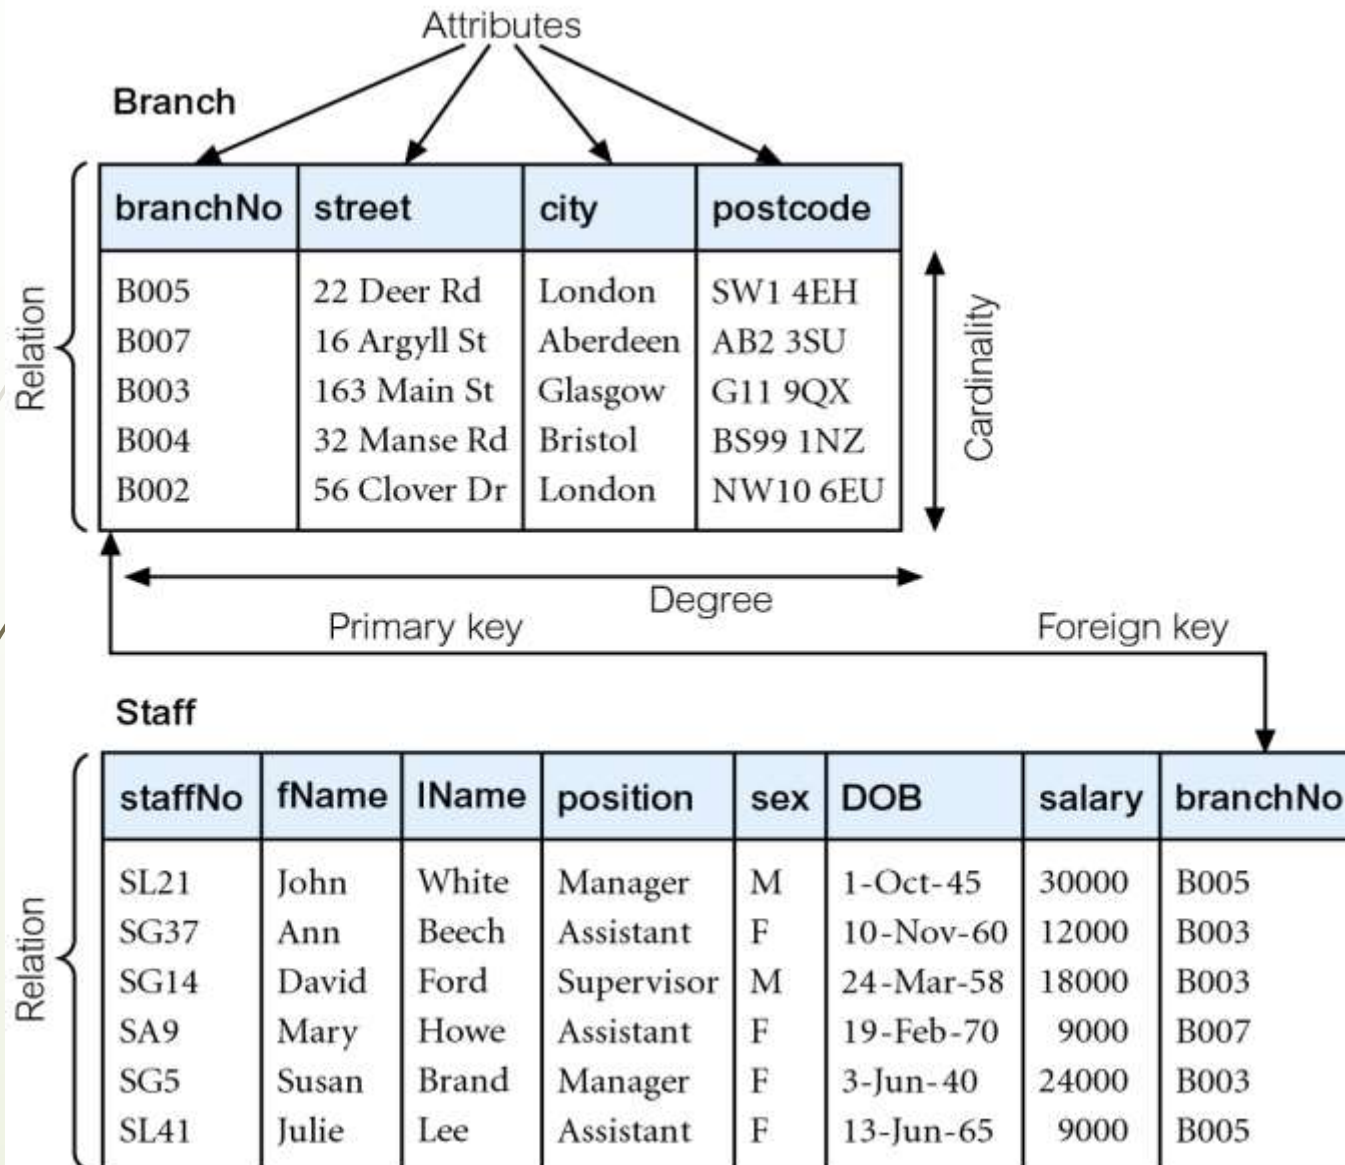 Attributes
Branch
Relation
branchNo street city postcode
B005 22 Deer Rd London SW1 4EH
B007 16 Argyll St Aberdeen AB2 3SU
B003 163 Main St Glasgow G11 9QX
B004 32 Manse Rd Bristol BS99 1NZ
B002 56 Clover Dr London NW10 6EU
Cardinality
Degree
Primary key Foreign key
Staff
Relation
staffNo fName lName position sex DOB salary branchNo
SL21 John White Manager M 1-Oct-45 30000 B005
SG37 Ann Beech Assistant F 10-Nov-60 12000 B003
SG14 David Ford Supervisor M 24-Mar-58 18000 B003
SA9 Mary Howe Assistant F 19-Feb-70 9000 B007
SG5 Susan Brand Manager F 3-Jun-40 24000 B003
SL41 Julie Lee Assistant F 13-Jun-65 9000 B005